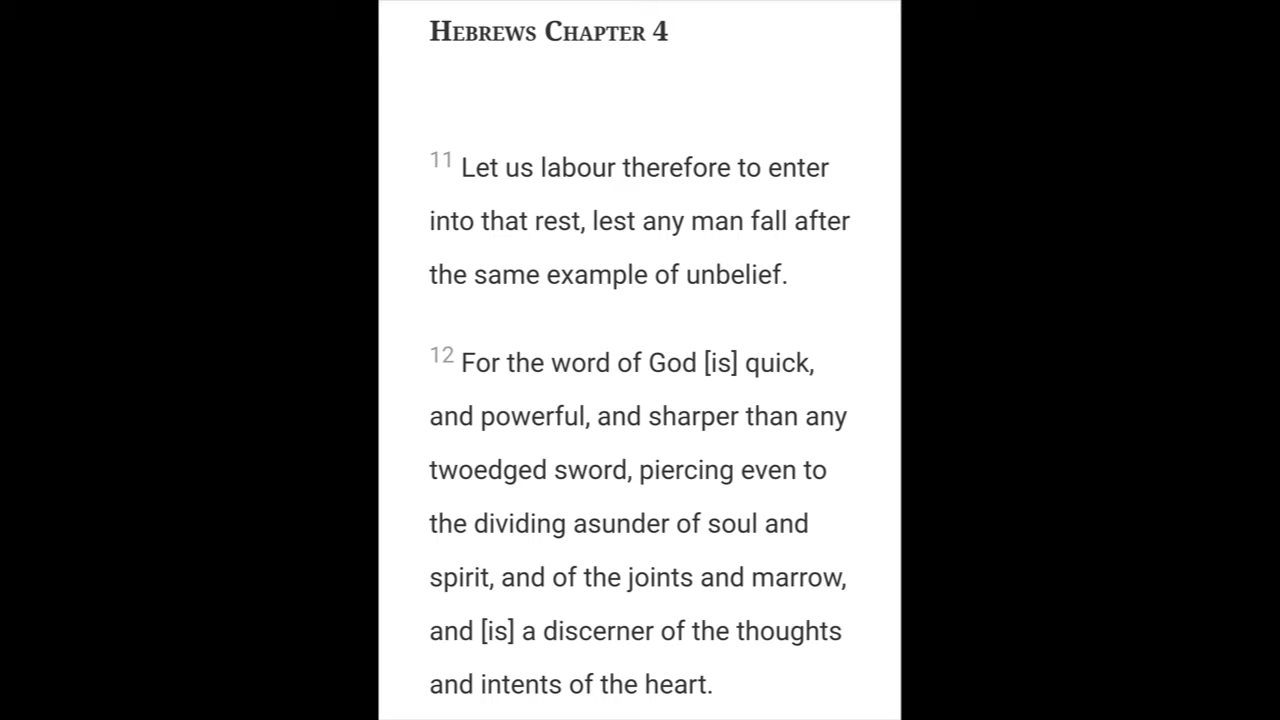 Hebrews Chapter 4
11 Let us labour therefore to enter
into that rest, lest any man fall after
the same example of unbelief.
12 For the word of God [is] quick,
and powerful, and sharper than any
twoedged sword, piercing even to
the dividing asunder of soul and
spirit, and of the joints and marrow,
and [is] a discerner of the thoughts
and intents of the heart.